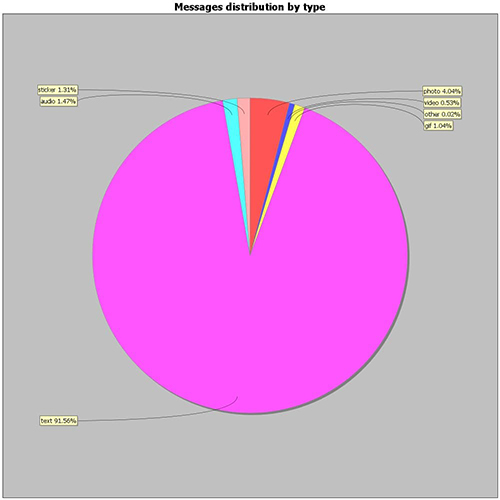 Messages distribution by type
sticker 1.31%
audio 1.47%
photo 4.04%
video 0.53%
other 0.02%
gif 1.04%
text 91.56%